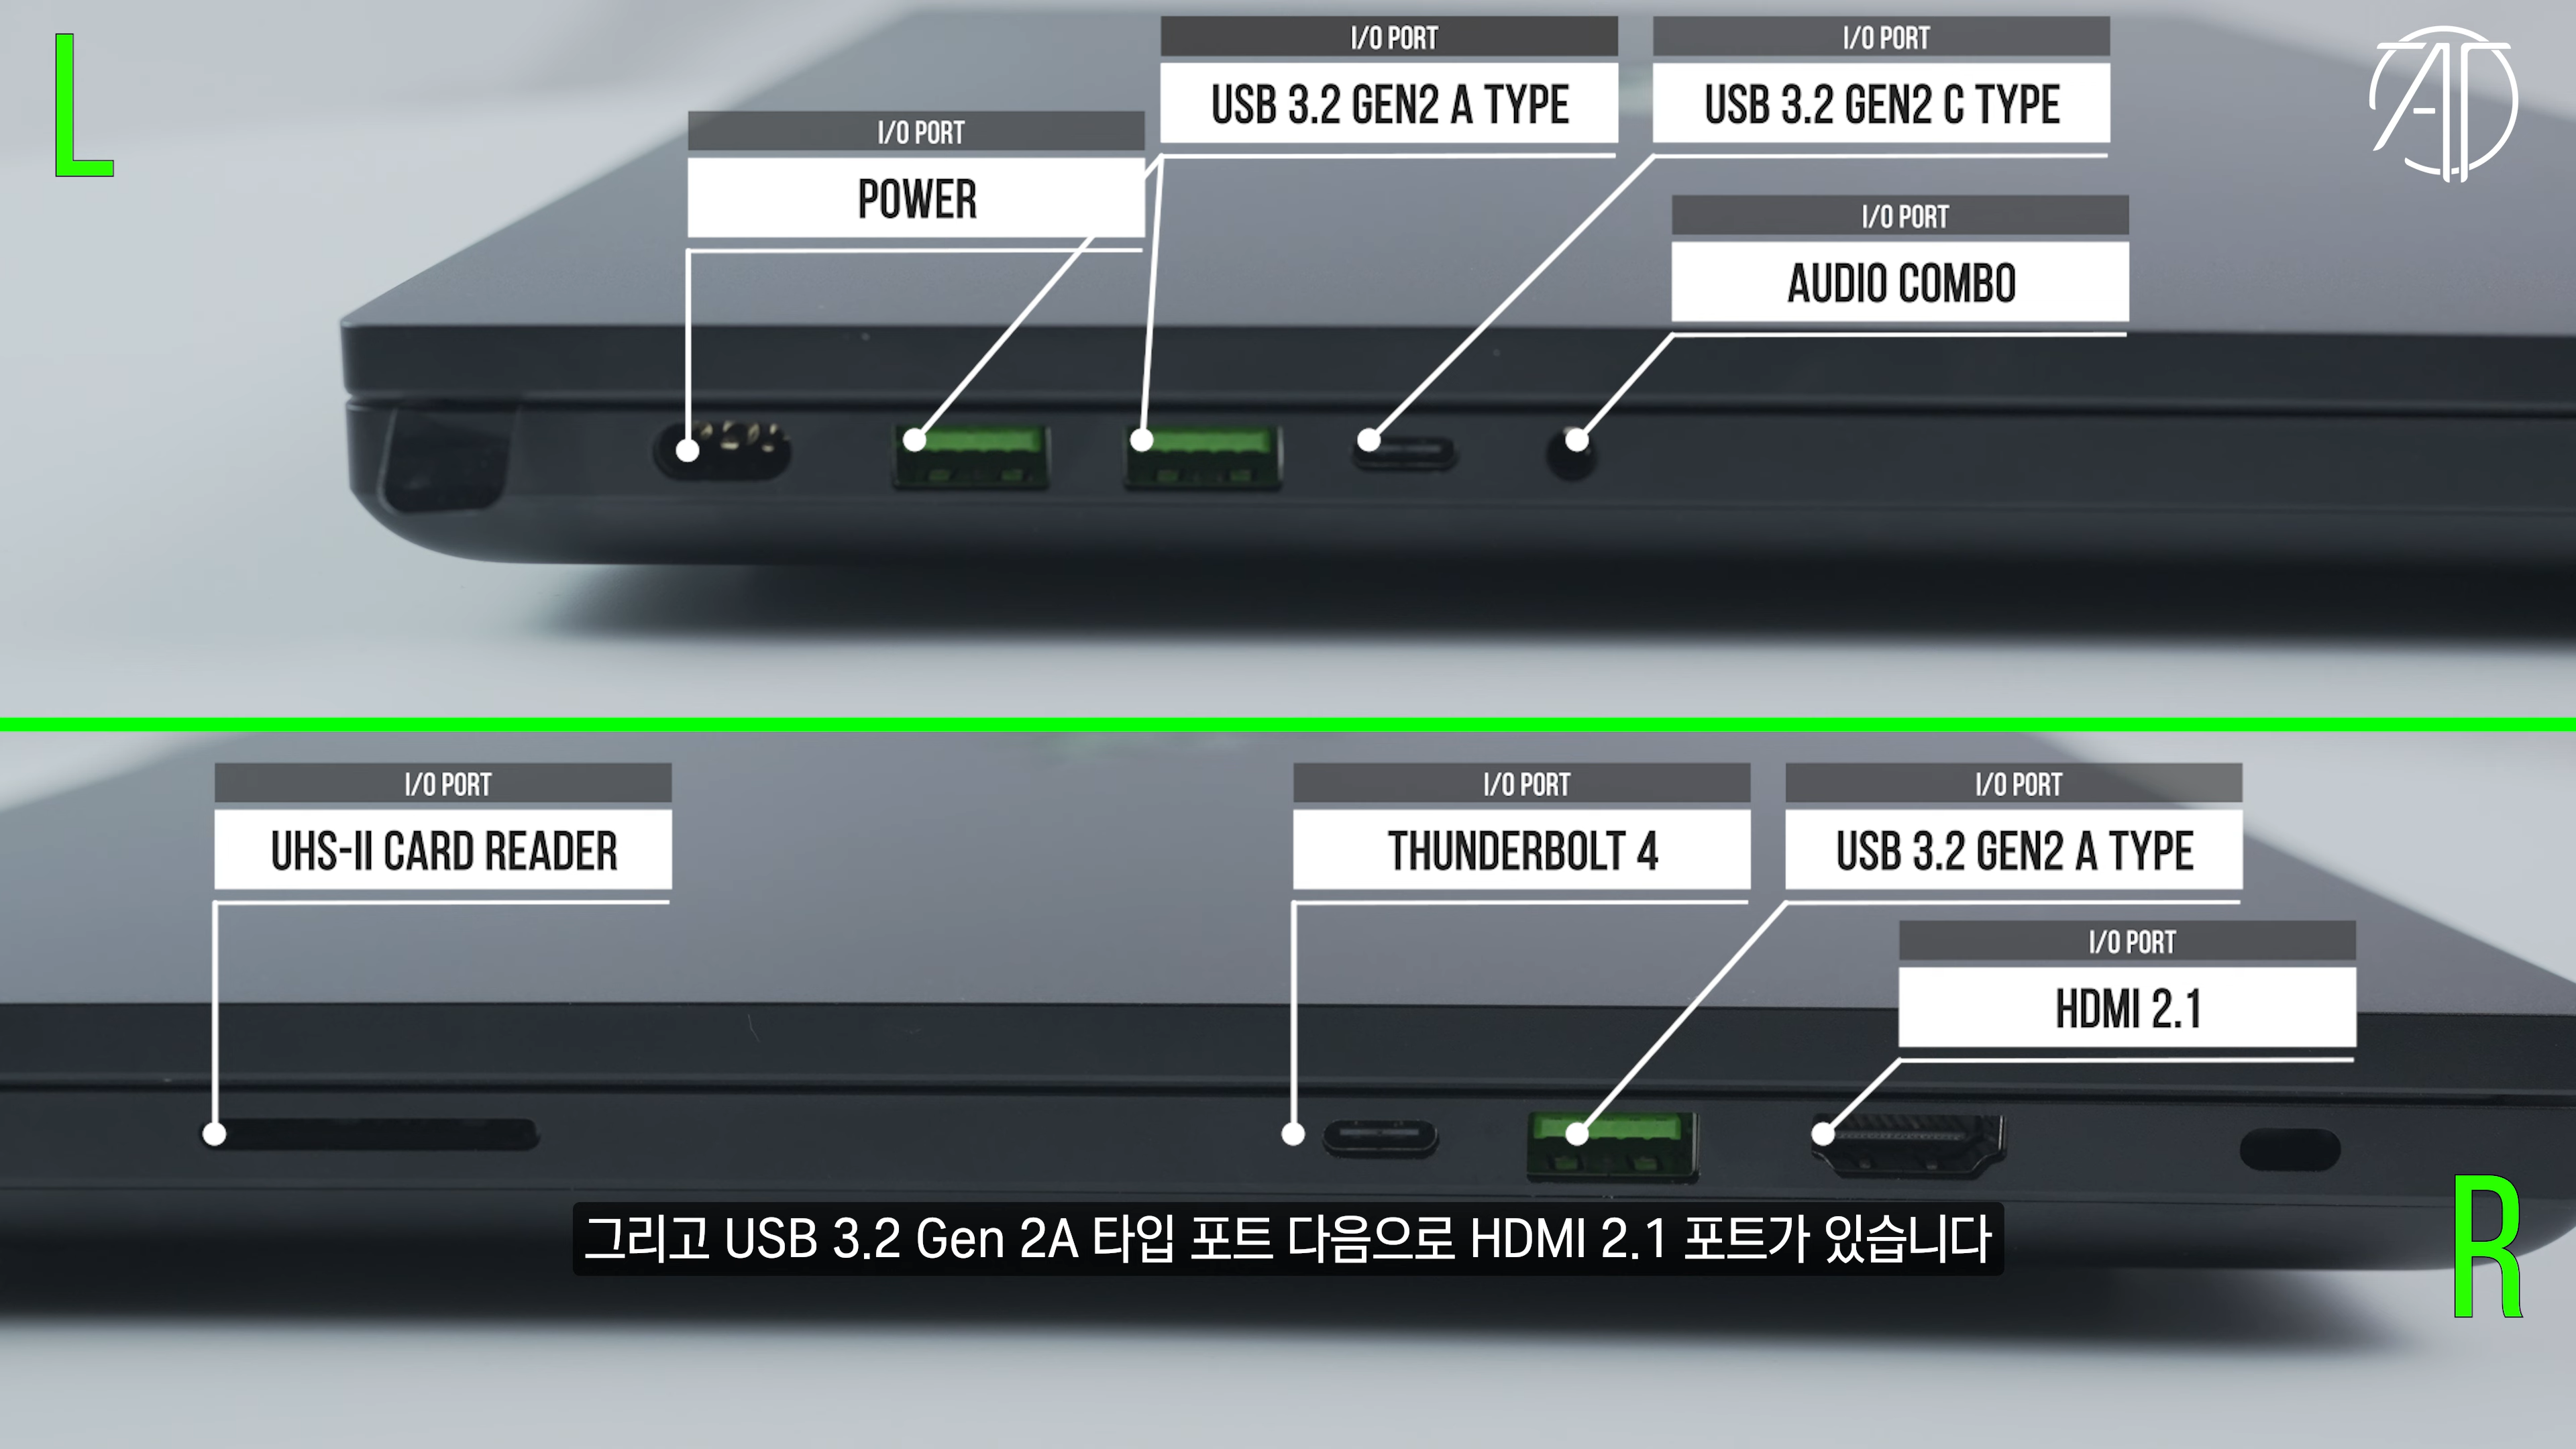 L
I/O PORT
USB 3.2 GEN2 A TYPE
I/O PORT
USB 3.2 GEN2 C TYPE
I/O PORT
POWER
I/O PORT
AUDIO COMBO
I/O PORT
UHS-II CARD READER
I/O PORT
THUNDERBOLT 4
I/O PORT
USB 3.2 GEN2 A TYPE
I/O PORT
HDMI 2.1
R
그리고 USB 3.2 Gen 2A 타입 포트 다음으로 HDMI 2.1 포트가 있습니다